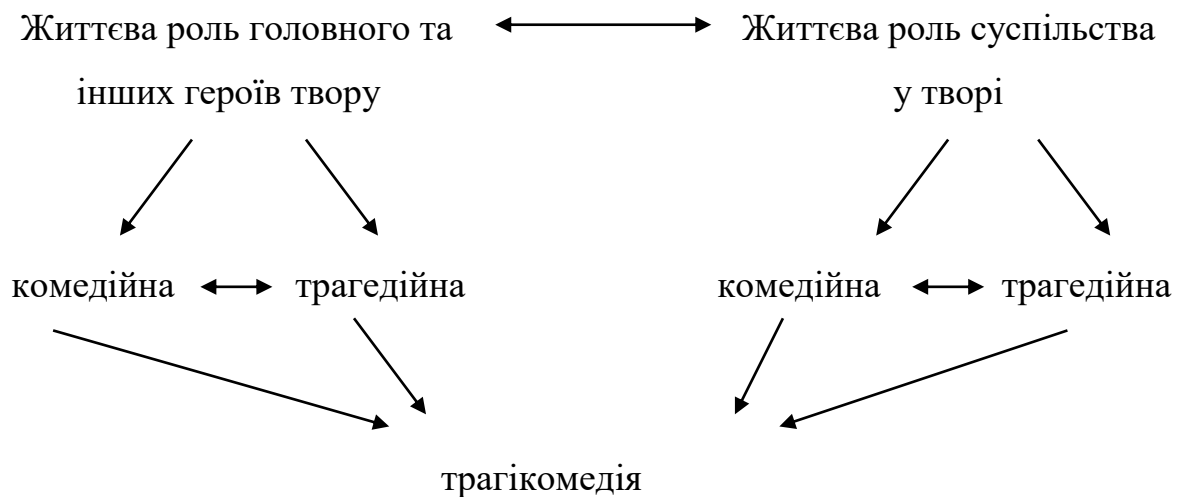 Життєва роль головного та
інших героїв твору
Життєва роль суспільства
у творі
комедійна
трагедійна
комедійна
трагедійна
трагікомедія